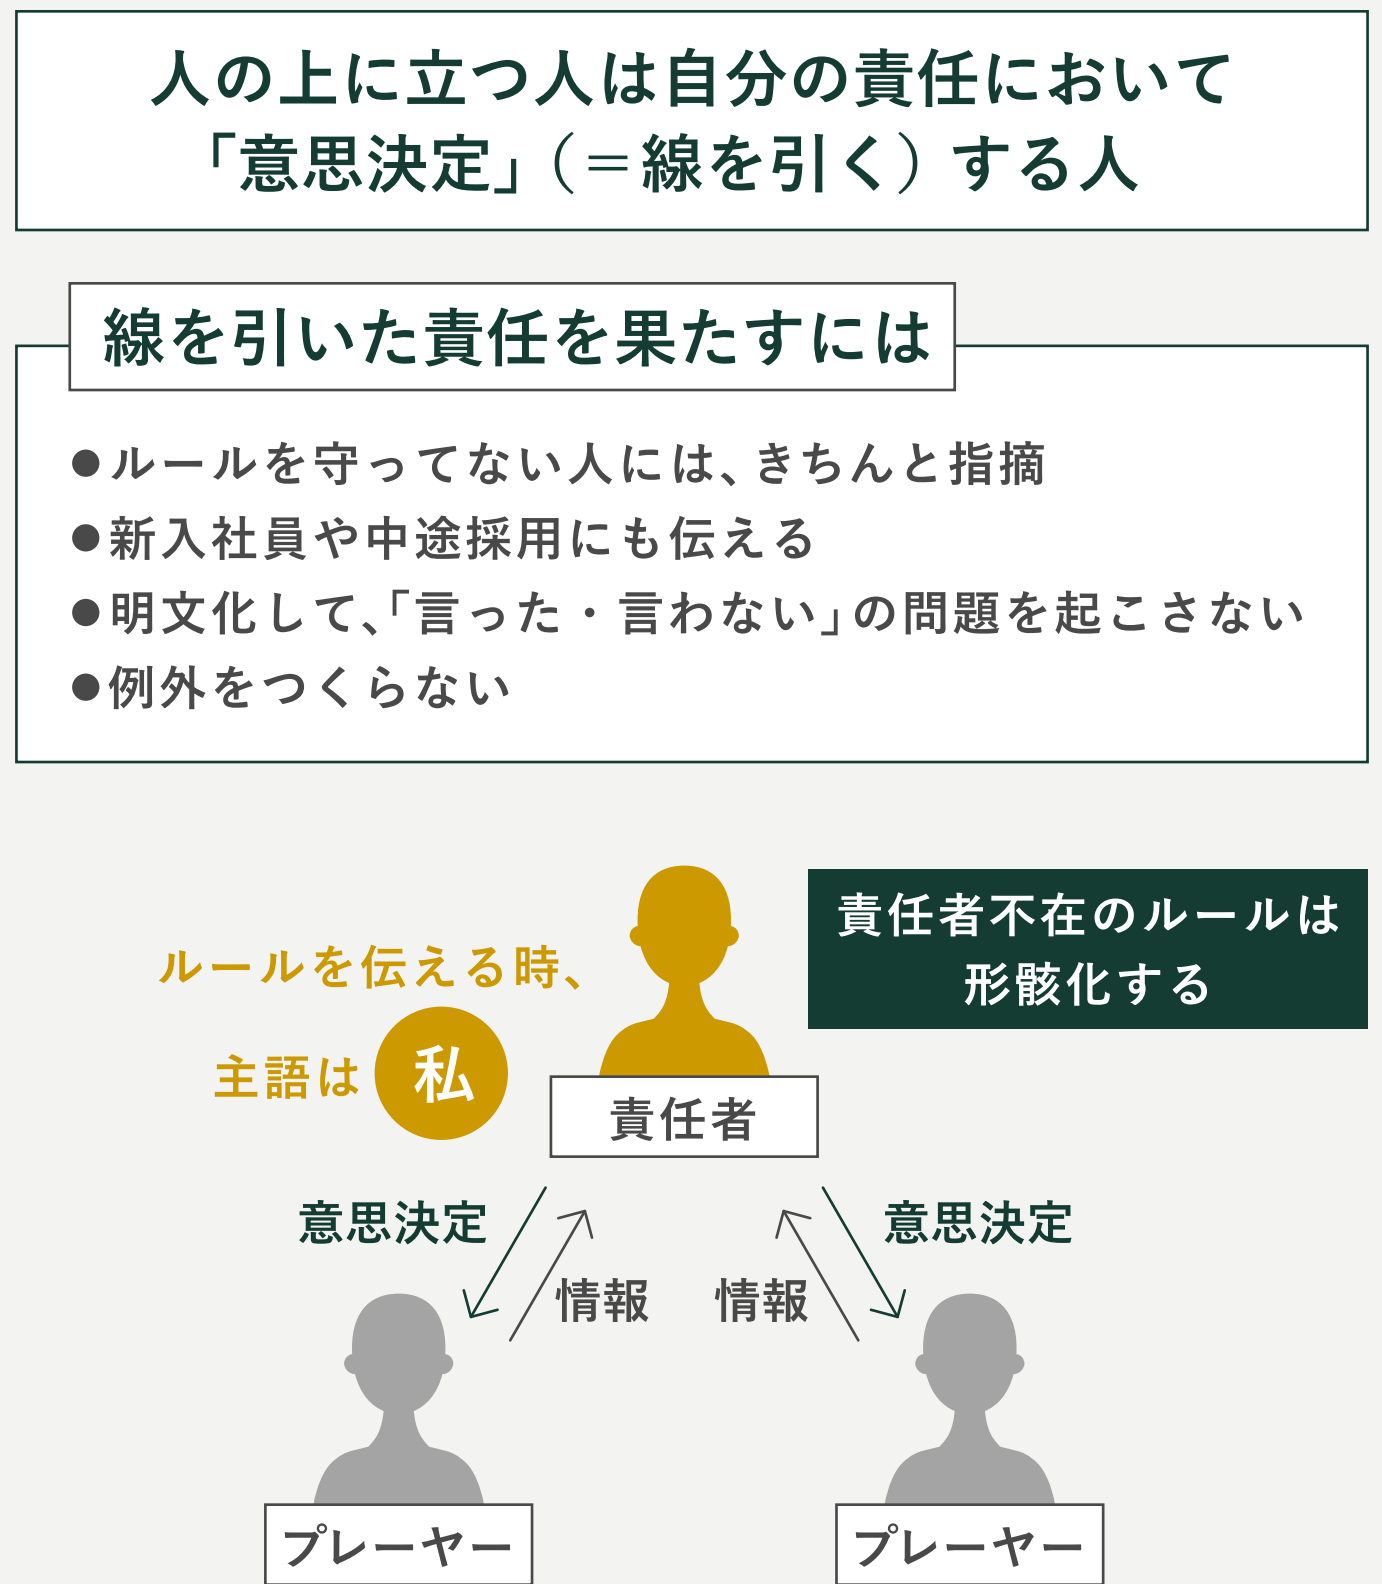 人の上に立つ人は自分の責任において
「意思決定」（＝線を引く）する人
線を引いた責任を果たすには
●ルールを守ってない人には、きちんと指摘
●新入社員や中途採用にも伝える
●明文化して、「言った・言わない」の問題を起こさない
●例外をつくらない
責任者不在のルールは
形骸化する
ルールを伝える時、
主語は 私
責任者
意思決定
情報
情報
意思決定
プレーヤー
プレーヤー